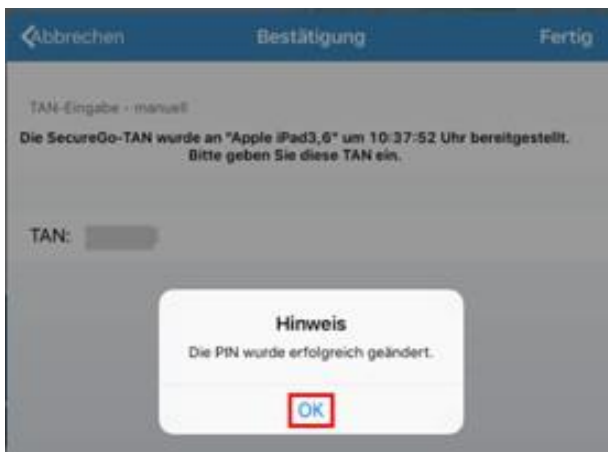 Abbrechen Bestätigung Fertig
TAN-Eingabe - manuell
Die SecureGo-TAN wurde an "Apple iPad3,6" um 10:37:52 Uhr bereitgestellt.
Bitte geben Sie diese TAN ein.
TAN:
Hinweis
Die PIN wurde erfolgreich geändert.
OK